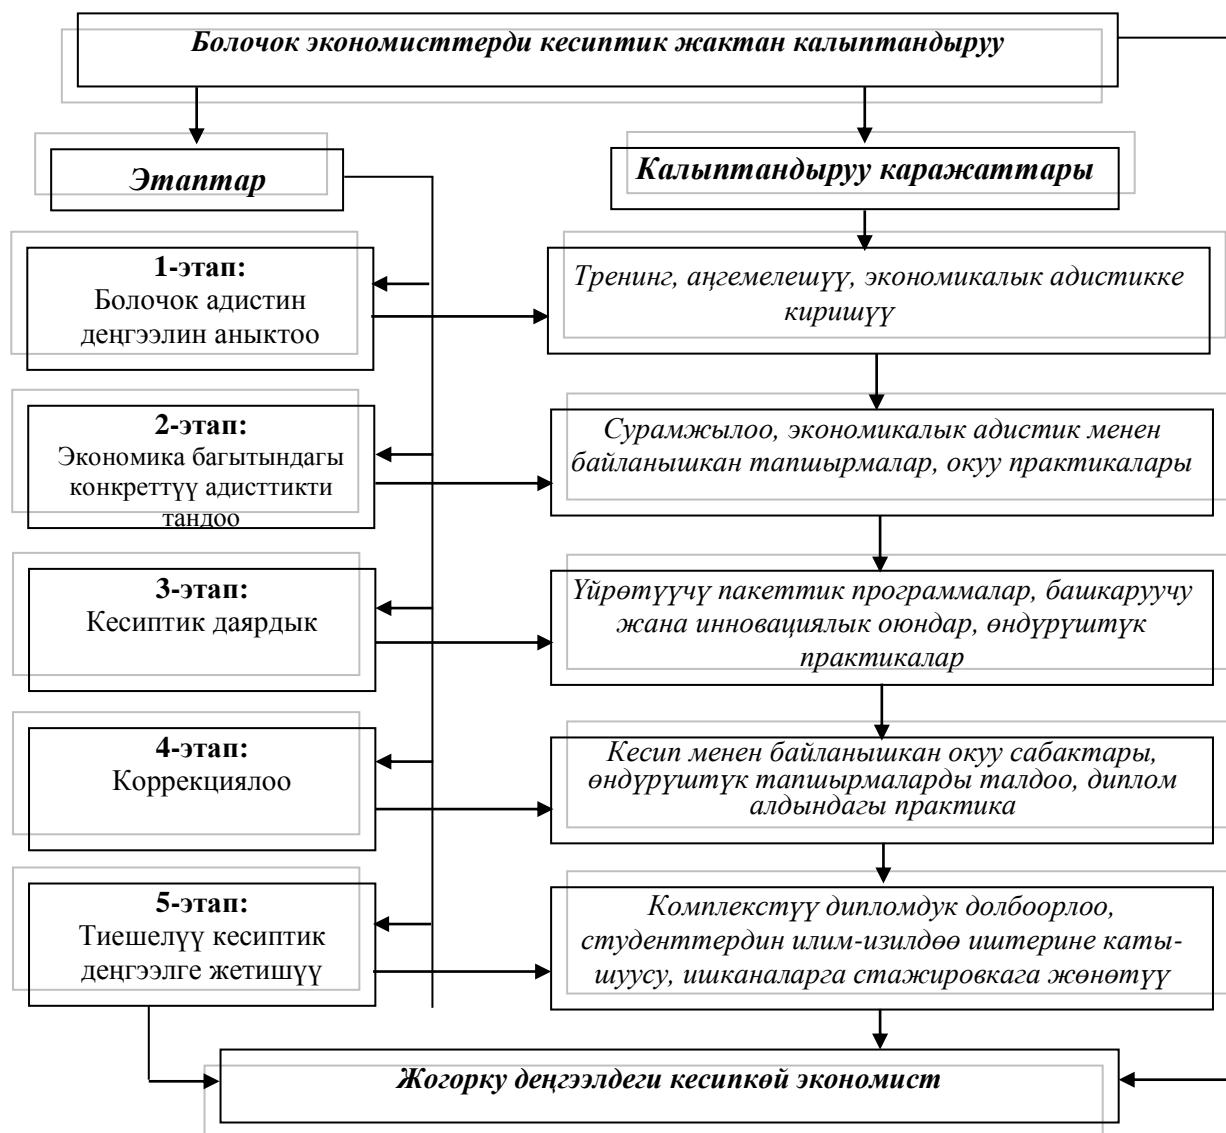 Болочок экономисттерди кесиптик жактан калыптандыруу
Этаптар
Калыптандыруу каражаттары
1-этап:
Болочок адистин
деңгээлин аныктоо
Тренинг, аңгемелешүү, экономикалык адистикке
киришүү
2-этап:
Экономика багытындагы
конкреттүү адисттикти
тандоо
Сурамжылоо, экономикалык адистик менен
байланышкан тапшырмалар, окуу практикалары
3-этап:
Кесиптик даярдык
Үйрөтүүчү пакеттик программалар, башкаруучу
жана инновациялык оюндар, өндүрүштүк
практикалар
4-этап:
Коррекциялоо
Кесип менен байланышкан окуу сабактары,
өндүрүштүк тапшырмаларды талдоо, диплом
алдындагы практика
5-этап:
Тиешелүү кесиптик
деңгээлге жетишүү
Комплекстүү дипломдук долбоорлоо,
студенттердин илим-изилдөө иштерине каты-
шуусу, ишканаларга стажировкага жөнөтүү
Жогорку деңгээлдеги кесипкөй экономист